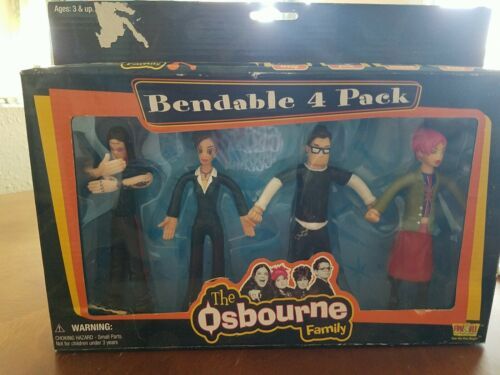 Ages: 3 & up.
Bendable 4 Pack
The
Osbourne
Family
WARNING:
CHOKING HAZARD - Small Parts
Not for children under 3 years